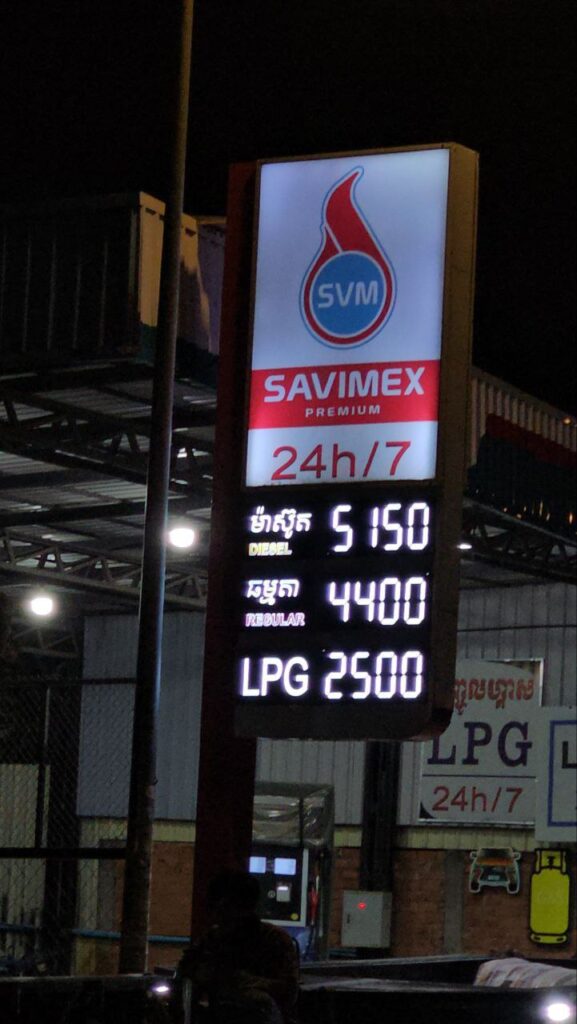 SVM
SAVIMEX
PREMIUM
24h/7
ម៉ាស៊ូត 5150
DIESEL
ធម្មតា 4400
REGULAR
LPG 2500
LPG
24h/7